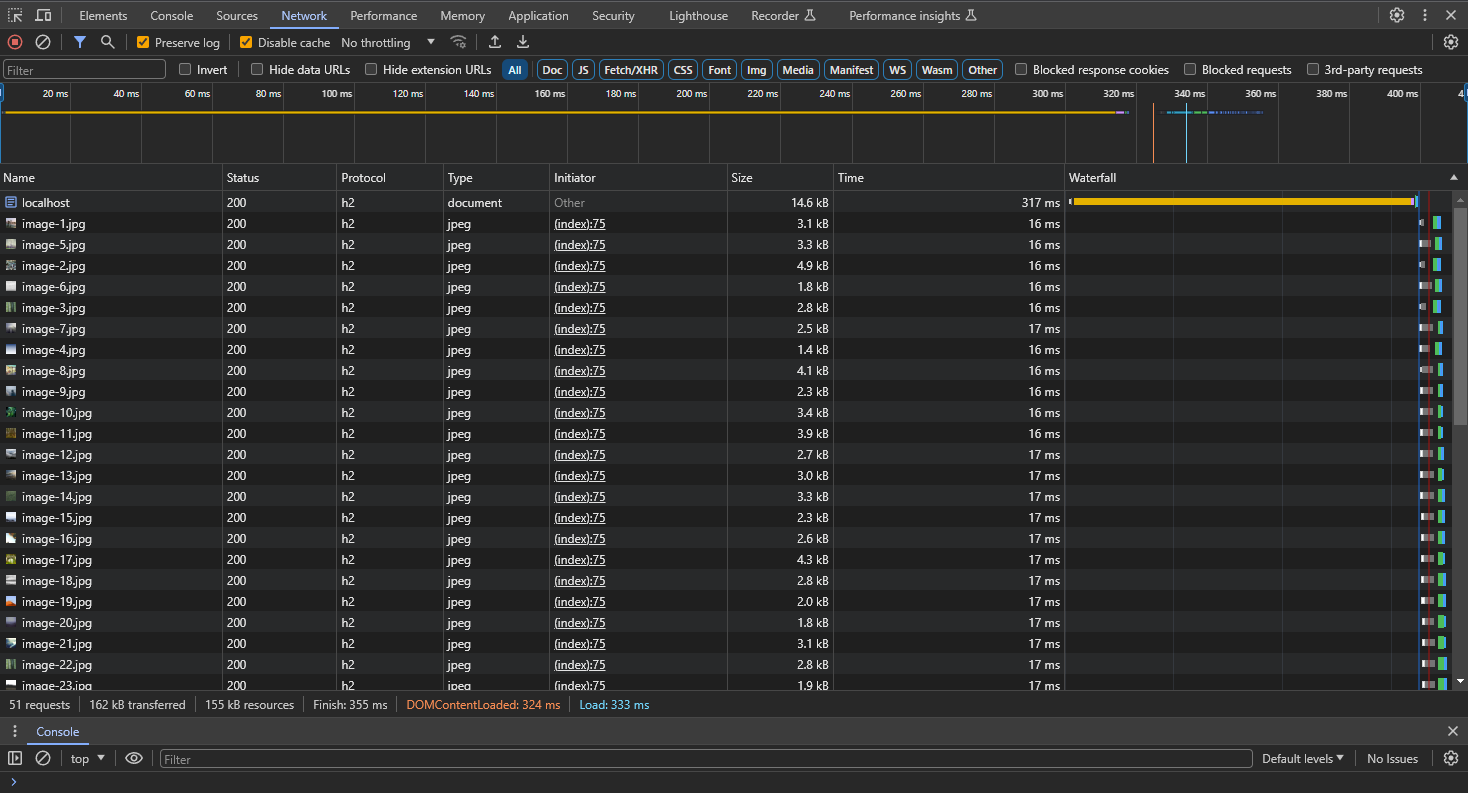 Elements Console Sources Network Performance Memory Application Security Lighthouse Recorder Performance insights
Preserve log Disable cache No throttling
Filter Invert Hide data URLs Hide extension URLs All Doc JS Fetch/XHR CSS Font Img Media Manifest WS Wasm Other Blocked response cookies Blocked requests 3rd-party requests
20 ms 40 ms 60 ms 80 ms 100 ms 120 ms 140 ms 160 ms 180 ms 200 ms 220 ms 240 ms 260 ms 280 ms 300 ms 320 ms 340 ms 360 ms 380 ms 400 ms 4
Name Status Protocol Type Initiator Size Time Waterfall
localhost 200 h2 document Other 14.6 kB 317 ms
image-1.jpg 200 h2 jpeg (index):75 3.1 kB 16 ms
image-5.jpg 200 h2 jpeg (index):75 3.3 kB 16 ms
image-2.jpg 200 h2 jpeg (index):75 4.9 kB 16 ms
image-6.jpg 200 h2 jpeg (index):75 1.8 kB 16 ms
image-3.jpg 200 h2 jpeg (index):75 2.8 kB 16 ms
image-7.jpg 200 h2 jpeg (index):75 2.5 kB 17 ms
image-4.jpg 200 h2 jpeg (index):75 1.4 kB 16 ms
image-8.jpg 200 h2 jpeg (index):75 4.1 kB 16 ms
image-9.jpg 200 h2 jpeg (index):75 2.3 kB 16 ms
image-10.jpg 200 h2 jpeg (index):75 3.4 kB 16 ms
image-11.jpg 200 h2 jpeg (index):75 3.9 kB 16 ms
image-12.jpg 200 h2 jpeg (index):75 2.7 kB 17 ms
image-13.jpg 200 h2 jpeg (index):75 3.0 kB 17 ms
image-14.jpg 200 h2 jpeg (index):75 3.3 kB 17 ms
image-15.jpg 200 h2 jpeg (index):75 2.3 kB 17 ms
image-16.jpg 200 h2 jpeg (index):75 2.6 kB 17 ms
image-17.jpg 200 h2 jpeg (index):75 4.3 kB 17 ms
image-18.jpg 200 h2 jpeg (index):75 2.8 kB 17 ms
image-19.jpg 200 h2 jpeg (index):75 2.0 kB 17 ms
image-20.jpg 200 h2 jpeg (index):75 1.8 kB 17 ms
image-21.jpg 200 h2 jpeg (index):75 3.1 kB 17 ms
image-22.jpg 200 h2 jpeg (index):75 2.8 kB 17 ms
image-23.jpg 200 h2 jpeg (index):75 1.9 kB 17 ms
51 requests 162 kB transferred 155 kB resources Finish: 355 ms DOMContentLoaded: 324 ms Load: 333 ms
Console
top Filter Default levels No Issues